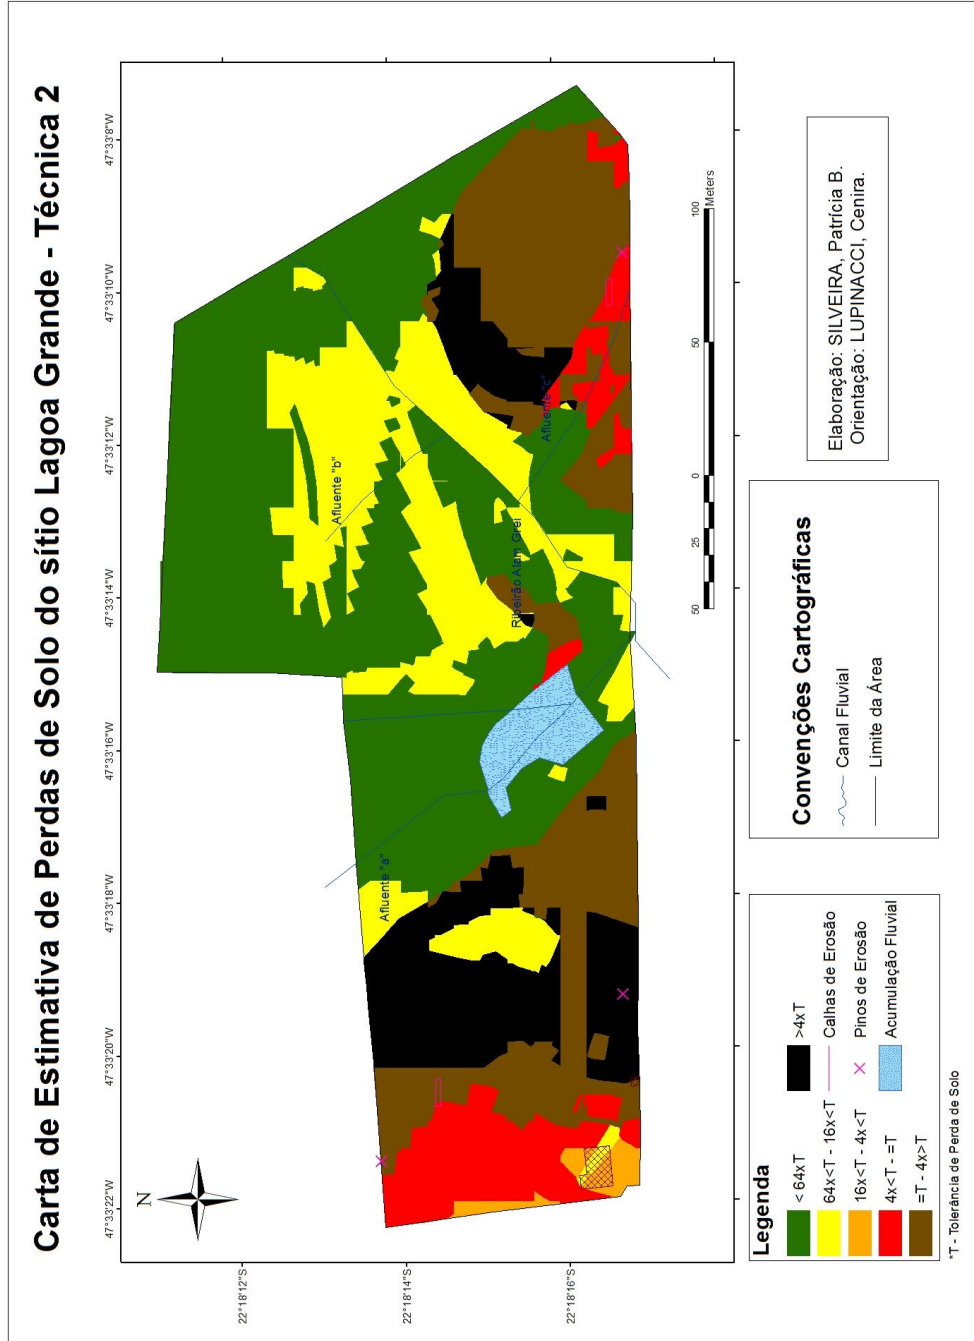 Carta de Estimativa de Perdas de Solo do sítio Lagoa Grande - Técnica 2
N
47°33'22"W
47°33'20"W
47°33'18"W
47°33'16"W
47°33'14"W
47°33'12"W
47°33'10"W
47°33'8"W
22°18'12"S
22°18'14"S
22°18'16"S
Afluente "a"
Afluente "b"
Ribeirão Alam Grei
Afluente "c"
50
25
0
50
100
Meters
Legenda
< 64xT
64x<T - 16x<T
16x<T - 4x<T
4x<T - =T
=T - 4x>T
>4xT
Calhas de Erosão
Pinos de Erosão
Acumulação Fluvial
*T - Tolerância de Perda de Solo
Convenções Cartográficas
Canal Fluvial
Limite da Área
Elaboração: SILVEIRA, Patrícia B.
Orientação: LUPINACCI, Cenira.